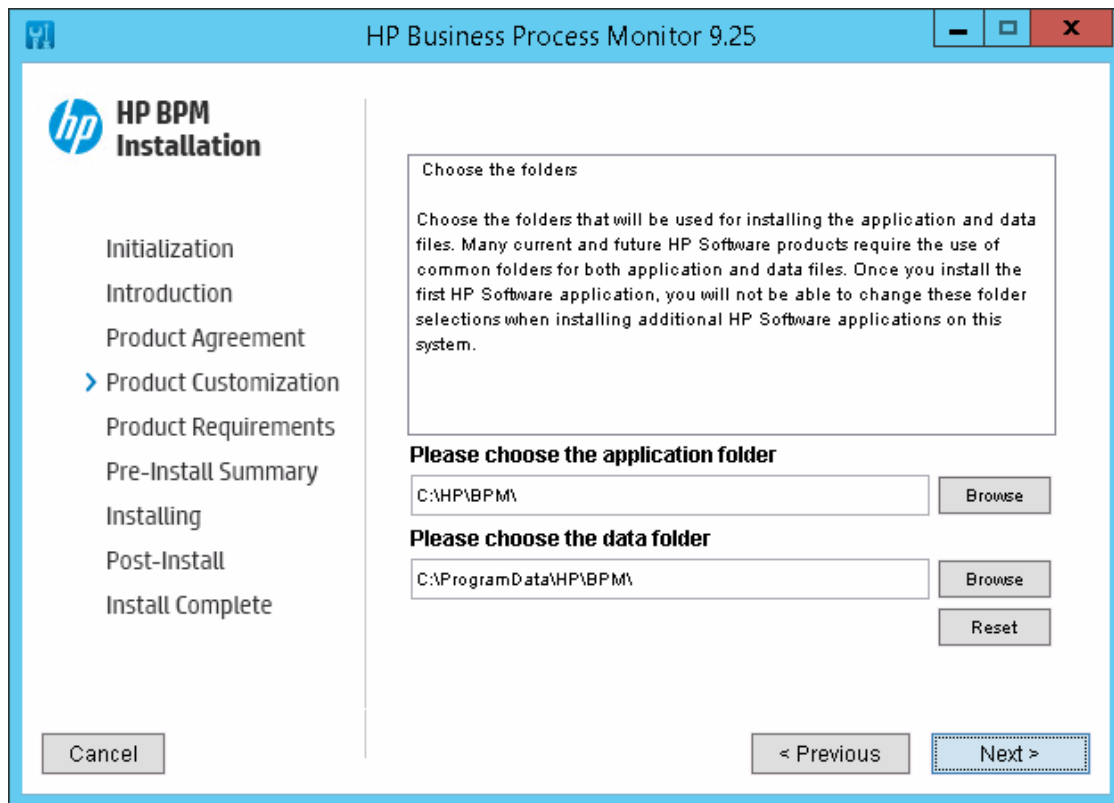 HP Business Process Monitor 9.25
hp
HP BPM
Installation
Initialization
Introduction
Product Agreement
Product Customization
Product Requirements
Pre-Install Summary
Installing
Post-Install
Install Complete
Choose the folders
Choose the folders that will be used for installing the application and data
files. Many current and future HP Software products require the use of
common folders for both application and data files. Once you install the
first HP Software application, you will not be able to change these folder
selections when installing additional HP Software applications on this
system.
Please choose the application folder
C:\HP\BPM\
Browse
Please choose the data folder
C:\ProgramData\HP\BPM\
Browse
Reset
Cancel
< Previous
Next >